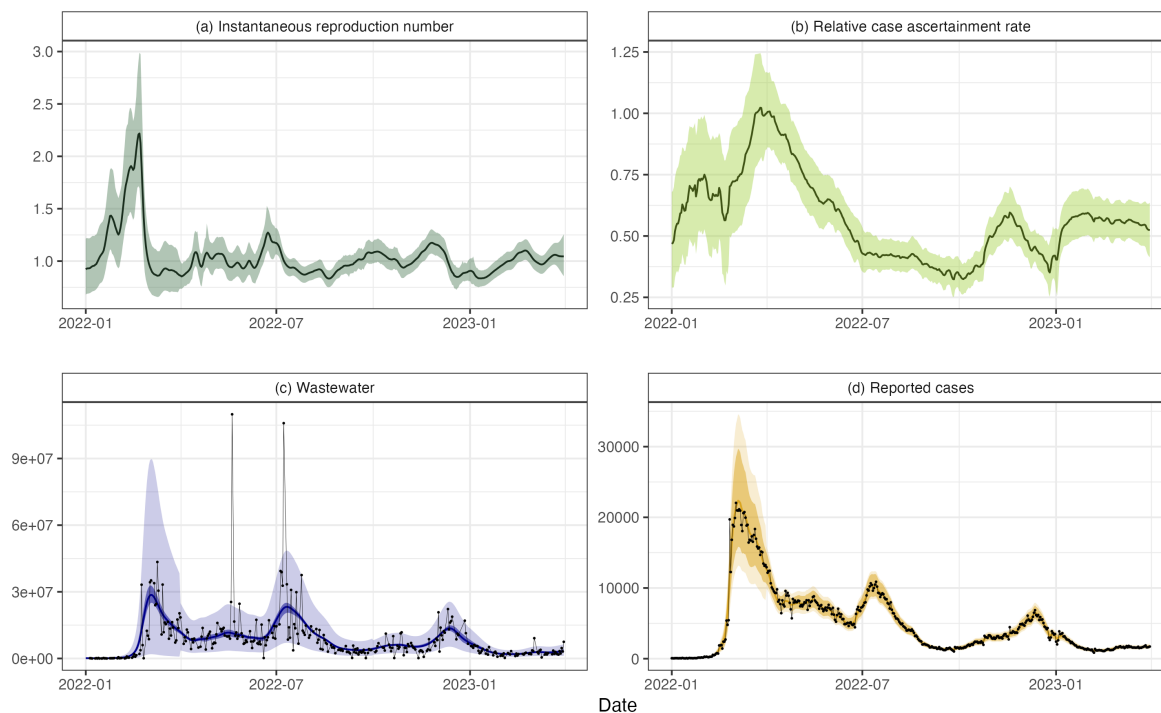 (a) Instantaneous reproduction number
3.0
2.5
2.0
1.5
1.0
2022-01
2022-07
2023-01
(b) Relative case ascertainment rate
1.25
1.00
0.75
0.50
0.25
2022-01
2022-07
2023-01
(c) Wastewater
9e+07
6e+07
3e+07
0e+00
2022-01
2022-07
2023-01
(d) Reported cases
30000
20000
10000
0
2022-01
2022-07
2023-01
Date